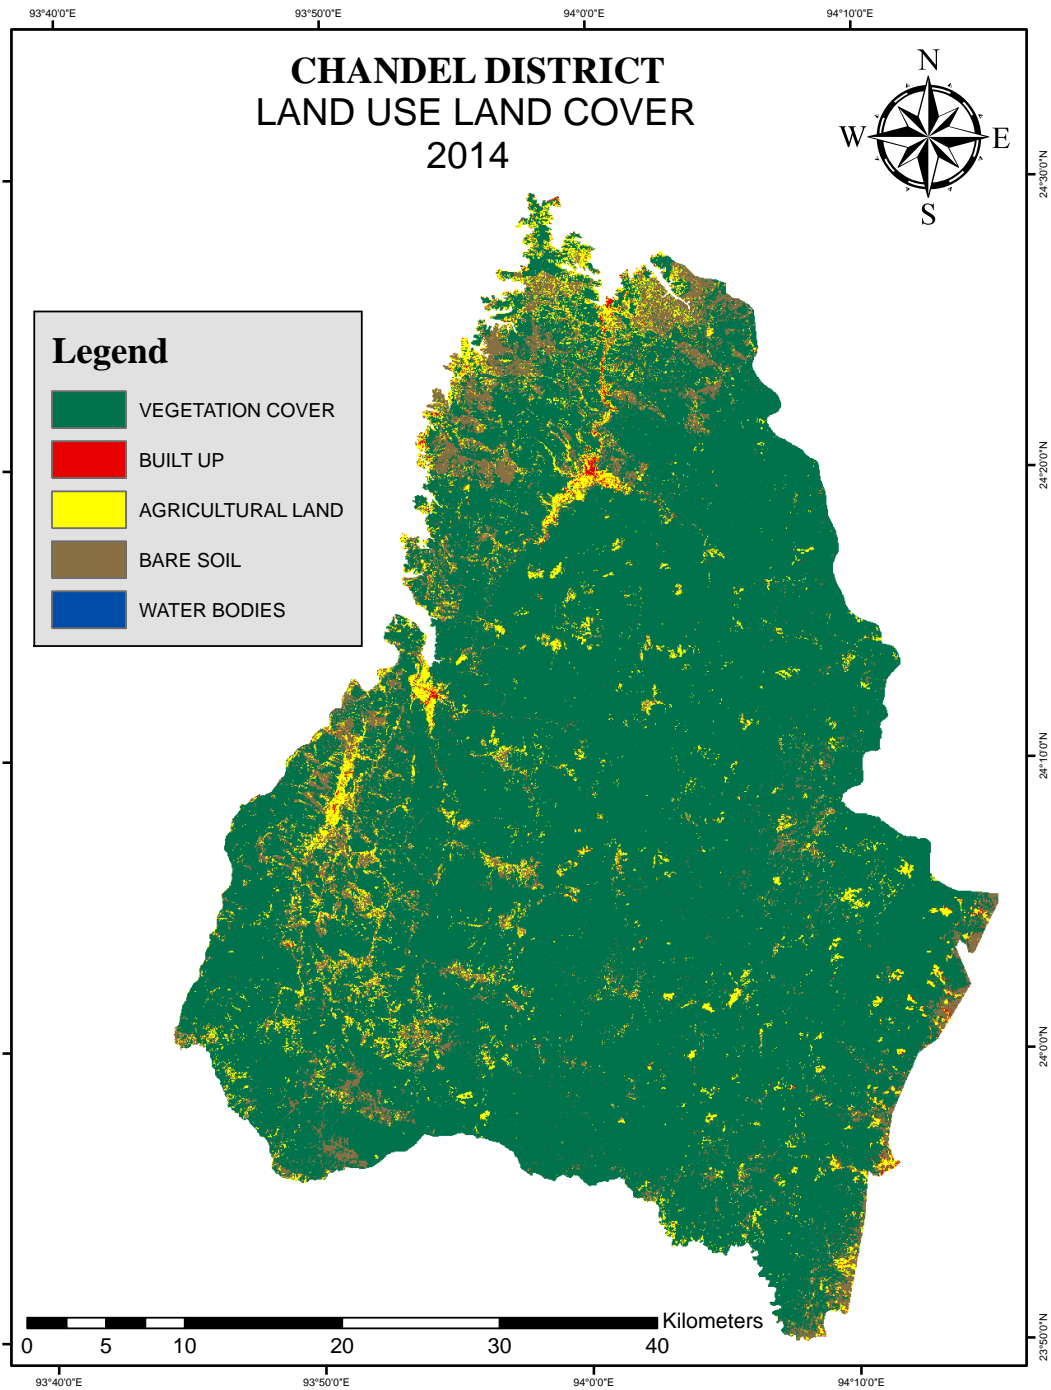 93°40'0"E 93°50'0"E 94°0'0"E 94°10'0"E
CHANDEL DISTRICT
LAND USE LAND COVER
2014
N
W E
S
24°30'0"N
Legend
VEGETATION COVER
BUILT UP
AGRICULTURAL LAND
BARE SOIL
WATER BODIES
24°20'0"N
24°10'0"N
24°0'0"N
23°50'0"N
Kilometers
0 5 10 20 30 40
93°40'0"E 93°50'0"E 94°0'0"E 94°10'0"E